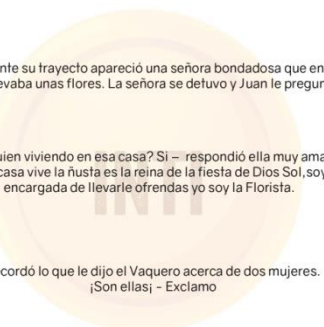 nte su trayecto apareció una señora bondadosa que en
evaba unas flores. La señora se detuvo y Juan le pregun
uien viviendo en esa casa? Si – respondió ella muy ama
casa vive la ñusta es la reina de la fiesta de Dios Sol,soy
encargada de llevarle ofrendas yo soy la Florista.
INTI
cordó lo que le dijo el Vaquero acerca de dos mujeres.
¡Son ellas¡ - Exclamo